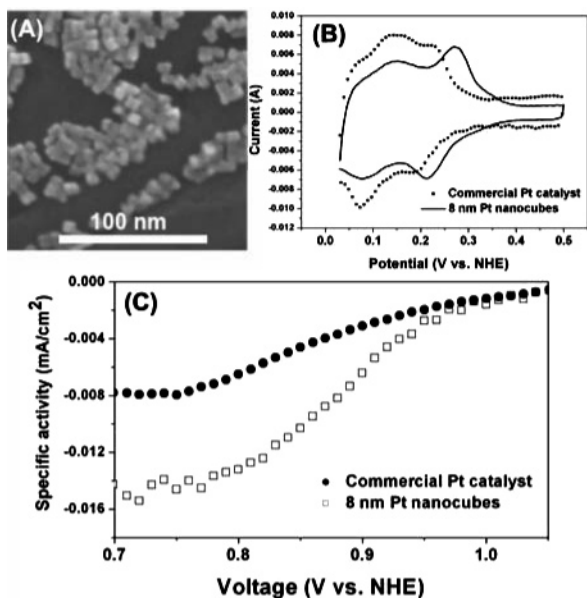 (A)
100 nm
(B)
0.010
0.008
0.006
0.004
0.002
0.000
-0.002
-0.004
-0.006
-0.008
-0.010
-0.012
Current (A)
Commercial Pt catalyst
8 nm Pt nanocubes
0.0 0.1 0.2 0.3 0.4 0.5
Potential (V vs. NHE)
(C)
0.000
-0.004
-0.008
-0.012
-0.016
Specific activity (mA/cm²)
Commercial Pt catalyst
8 nm Pt nanocubes
0.7 0.8 0.9 1.0
Voltage (V vs. NHE)